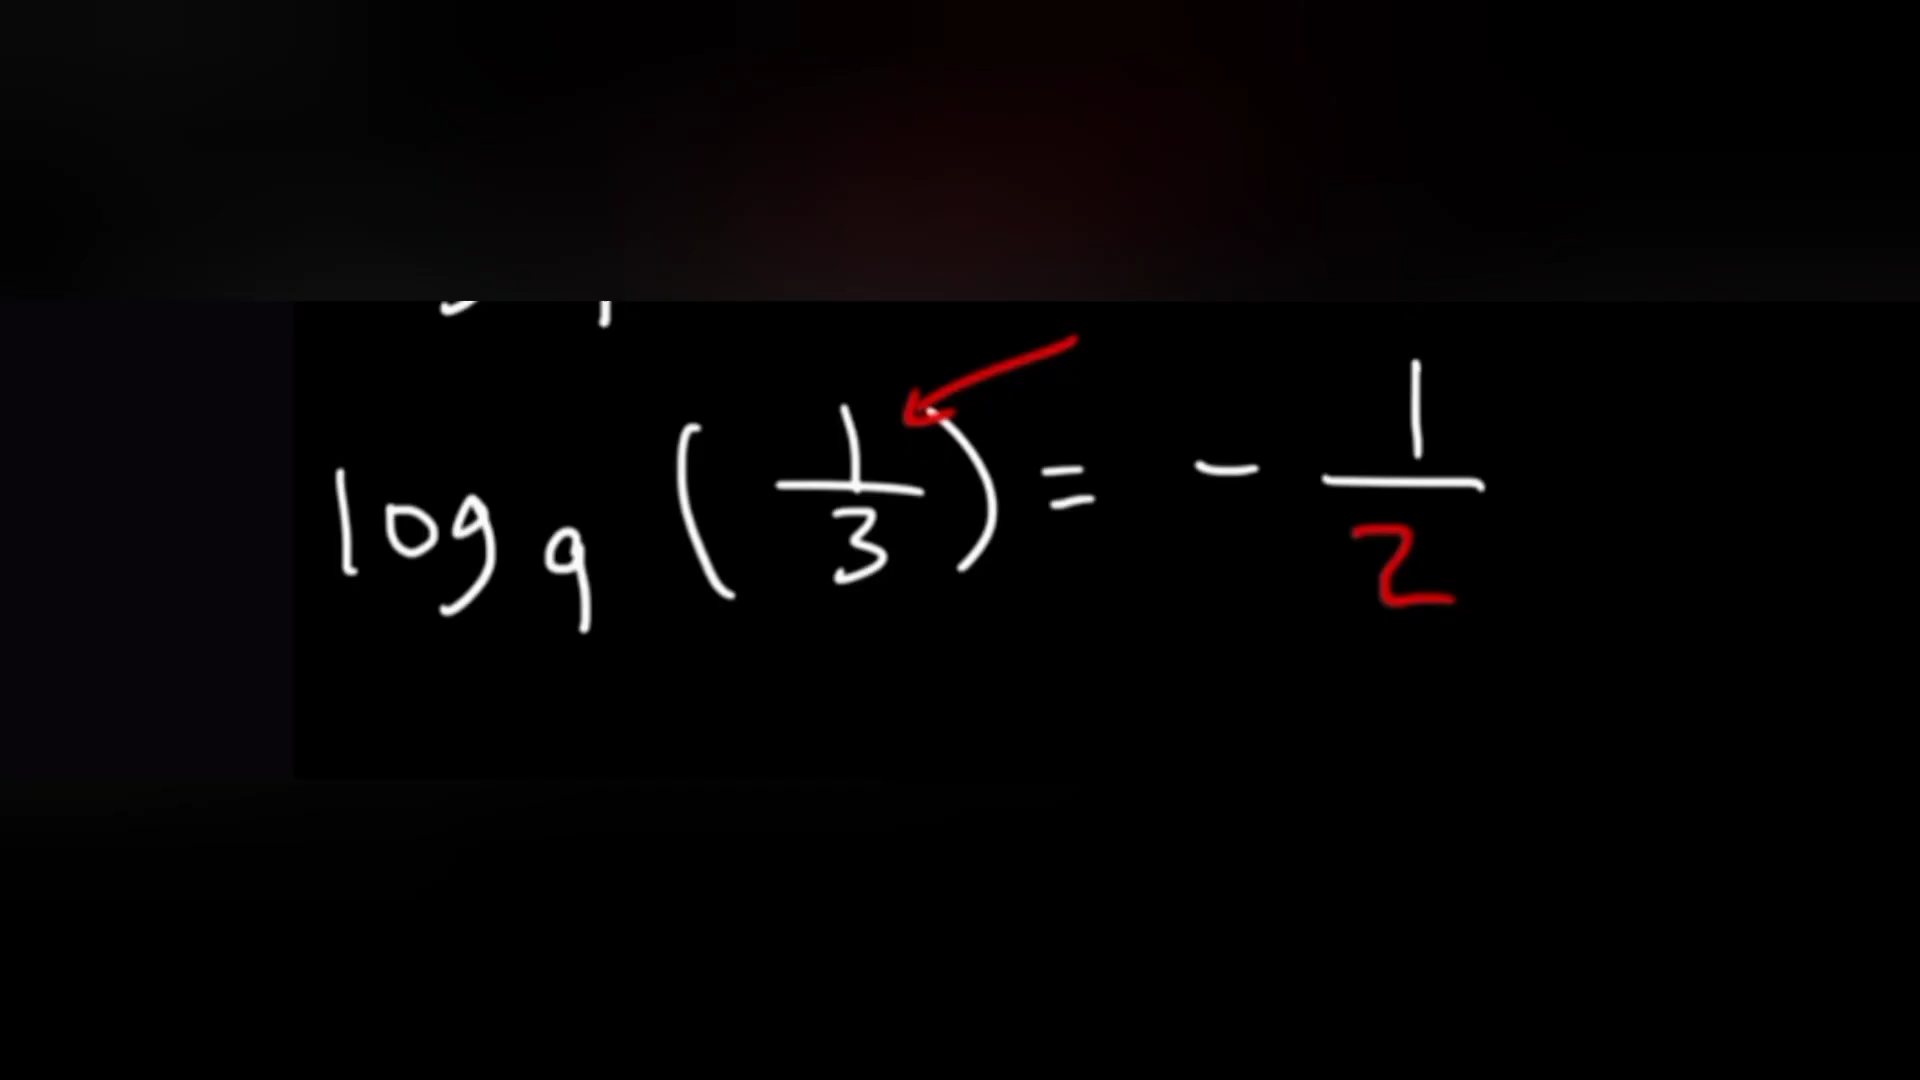 log₉ (1/3) = - 1/2